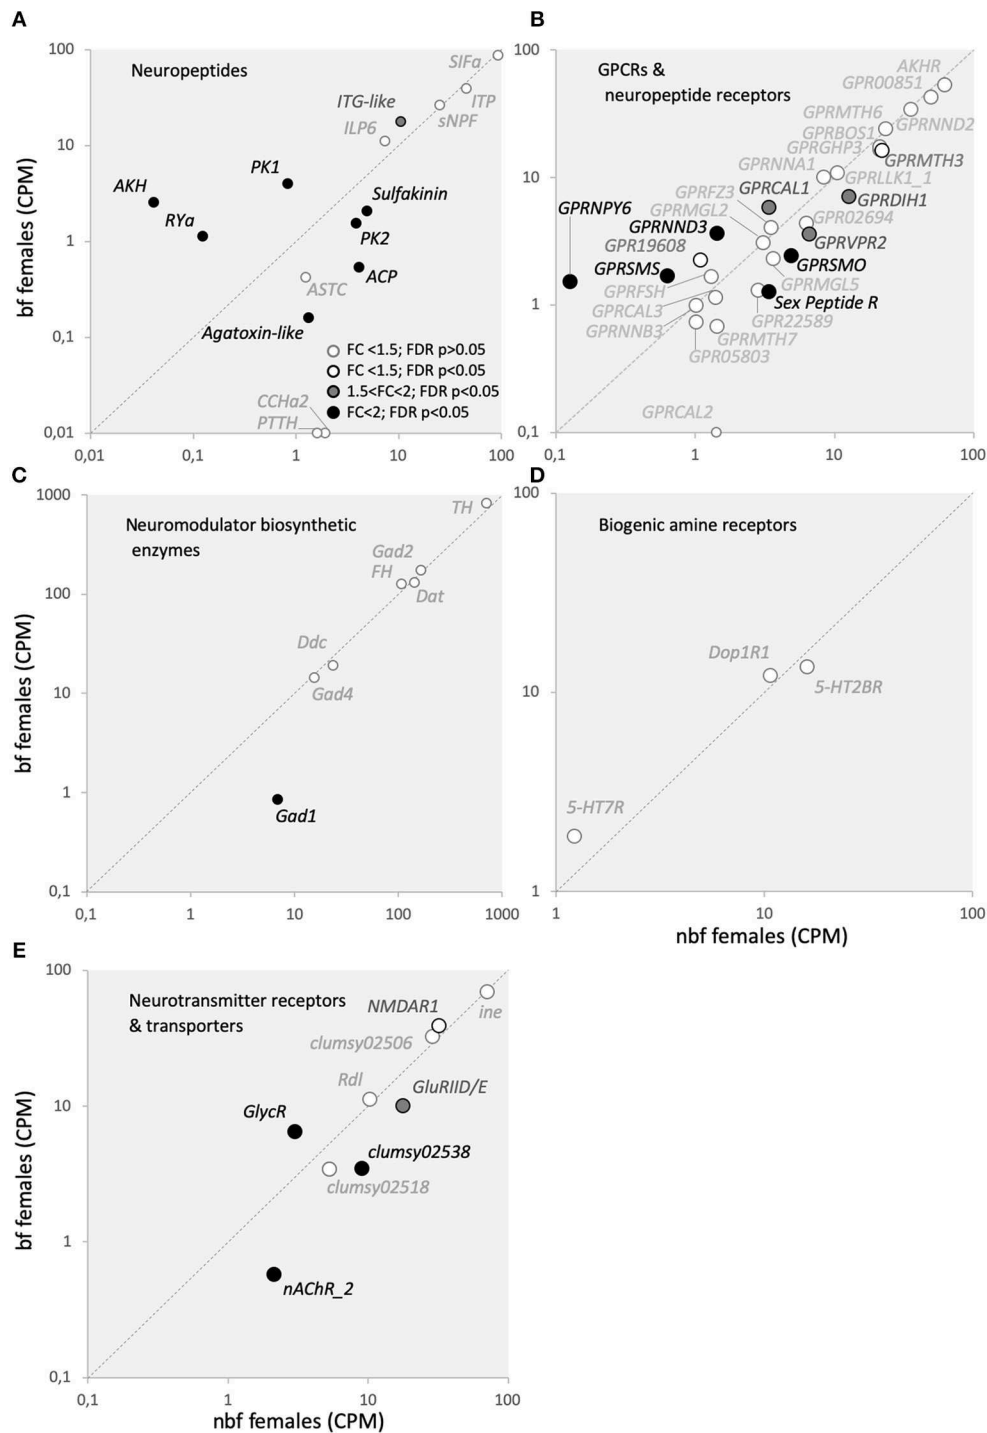 A
100
10
1
0,1
0,01
bf females (CPM)
Neuropeptides
SIFa
ITP
sNPF
ITG-like
ILP6
PK1
AKH
RYa
Sulfakinin
PK2
ACP
ASTC
Agatoxin-like
FC <1.5; FDR p>0.05
FC <1.5; FDR p<0.05
1.5<FC<2; FDR p<0.05
FC<2; FDR p<0.05
CCHa2
PTTH
0,01
0,1
1
10
100
B
100
10
1
0,1
GPCRs &
neuropeptide receptors
AKHR
GPR00851
GPRMTH6
GPRNND2
GPRBOS1
GPRGHP3
GPRMTH3
GPRNNA1
GPRLLK1_1
GPRFZ3
GPRCAL1
GPRDIH1
GPRNPY6
GPRMGL2
GPR02694
GPRNND3
GPRVPR2
GPR19608
GPRSMS
GPRSMO
GPRFSH
GPRMGL5
GPRCAL3
Sex Peptide R
GPRNNB3
GPR22589
GPRMTH7
GPR05803
GPRCAL2
0,1
1
10
100
C
1000
100
10
1
0,1
bf females (CPM)
Neuromodulator biosynthetic
enzymes
TH
Gad2
FH
Dat
Ddc
Gad4
Gad1
0,1
1
10
100
1000
D
100
10
1
Biogenic amine receptors
Dop1R1
5-HT2BR
5-HT7R
1
10
100
nbf females (CPM)
E
100
10
1
0,1
bf females (CPM)
Neurotransmitter receptors
& transporters
NMDAR1
ine
clumsy02506
Rdl
GluRIID/E
GlycR
clumsy02538
clumsy02518
nAChR_2
0,1
1
10
100
nbf females (CPM)